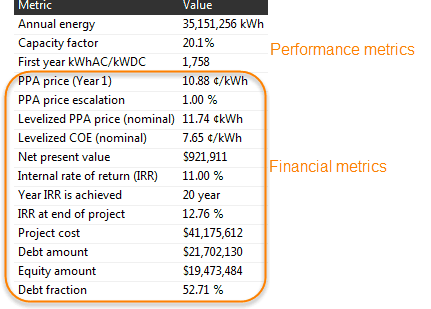 Metric Value
Annual energy 35,151,256 kWh
Capacity factor 20.1%
Performance metrics
First year kWhAC/kWDC 1,758
PPA price (Year 1) 10.88 ¢/kWh
PPA price escalation 1.00 %
Levelized PPA price (nominal) 11.74 ¢kWh
Levelized COE (nominal) 7.65 ¢/kWh
Net present value $921,911
Financial metrics
Internal rate of return (IRR) 11.00 %
Year IRR is achieved 20 year
IRR at end of project 12.76 %
Project cost $41,175,612
Debt amount $21,702,130
Equity amount $19,473,484
Debt fraction 52.71 %